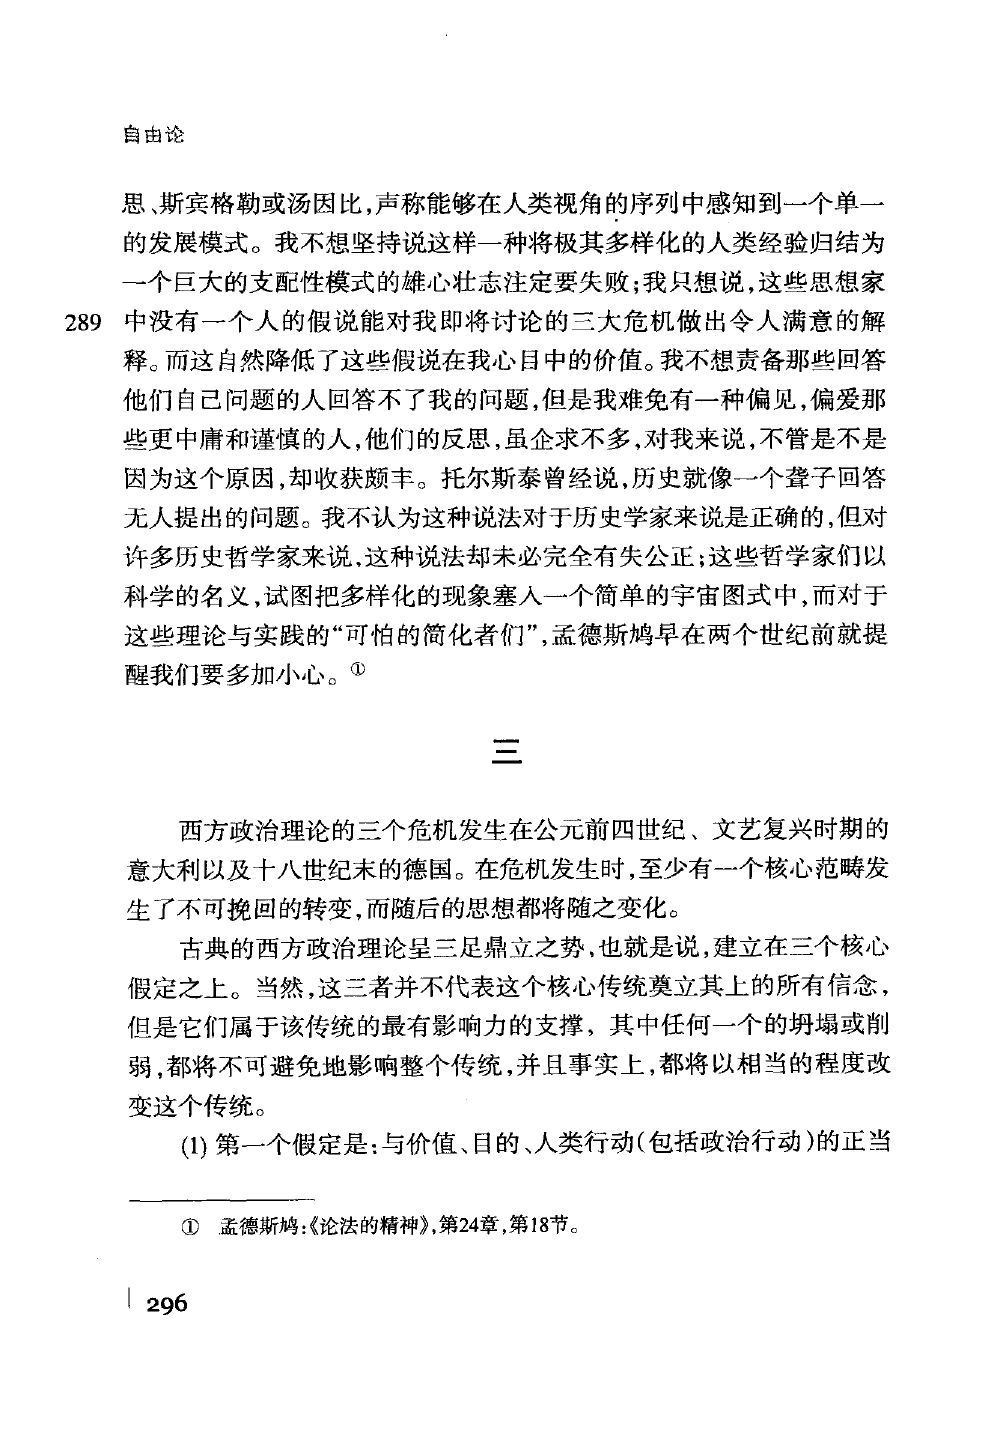 自由论
思、斯宾格勒或汤因比,声称能够在人类视角的序列中感知到一个单一
的发展模式。我不想坚持说这样一种将极其多样化的人类经验归结为
一个巨大的支配性模式的雄心壮志注定要失败;我只想说,这些思想家
289 中没有一个人的假说能对我即将讨论的三大危机做出令人满意的解
释。而这自然降低了这些假说在我心目中的价值。我不想责备那些回答
他们自己问题的人回答不了我的问题,但是我难免有一种偏见,偏爱那
些更中庸和谨慎的人,他们的反思,虽企求不多,对我来说,不管是不是
因为这个原因,却收获颇丰。托尔斯泰曾经说,历史就像一个聋子回答
无人提出的问题。我不认为这种说法对于历史学家来说是正确的,但对
许多历史哲学家来说,这种说法却未必完全有失公正;这些哲学家们以
科学的名义,试图把多样化的现象塞入一个简单的宇宙图式中,而对于
这些理论与实践的“可怕的简化者们”,孟德斯鸠早在两个世纪前就提
醒我们要多加小心。①
三
西方政治理论的三个危机发生在公元前四世纪、文艺复兴时期的
意大利以及十八世纪末的德国。在危机发生时,至少有一个核心范畴发
生了不可挽回的转变,而随后的思想都将随之变化。
古典的西方政治理论呈三足鼎立之势,也就是说,建立在三个核心
假定之上。当然,这三者并不代表这个核心传统奠立其上的所有信念,
但是它们属于该传统的最有影响力的支撑,其中任何一个的坍塌或削
弱,都将不可避免地影响整个传统,并且事实上,都将以相当的程度改
变这个传统。
(1) 第一个假定是:与价值、目的、人类行动(包括政治行动)的正当
① 孟德斯鸠:《论法的精神》,第24章,第18节。
296